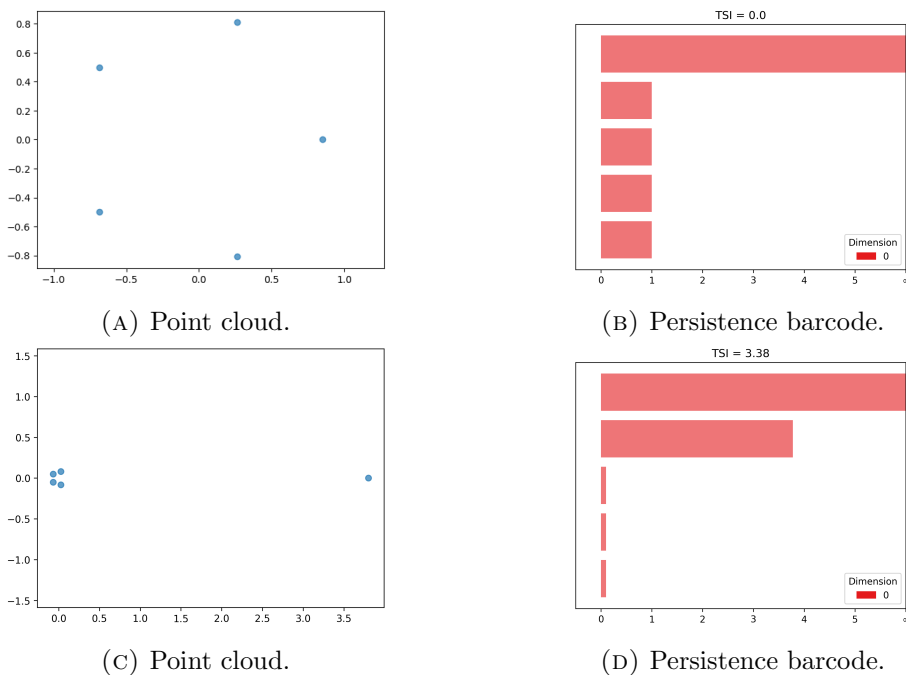 TSI = 0.0
0.8
0.6
0.4
0.2
0.0
−0.2
−0.4
−0.6
−0.8
−1.0 −0.5 0.0 0.5 1.0
Dimension
0
0 1 2 3 4 5
(A) Point cloud.
(B) Persistence barcode.
TSI = 3.38
1.5
1.0
0.5
0.0
−0.5
−1.0
−1.5
0.0 0.5 1.0 1.5 2.0 2.5 3.0 3.5
Dimension
0
0 1 2 3 4 5
(C) Point cloud.
(D) Persistence barcode.